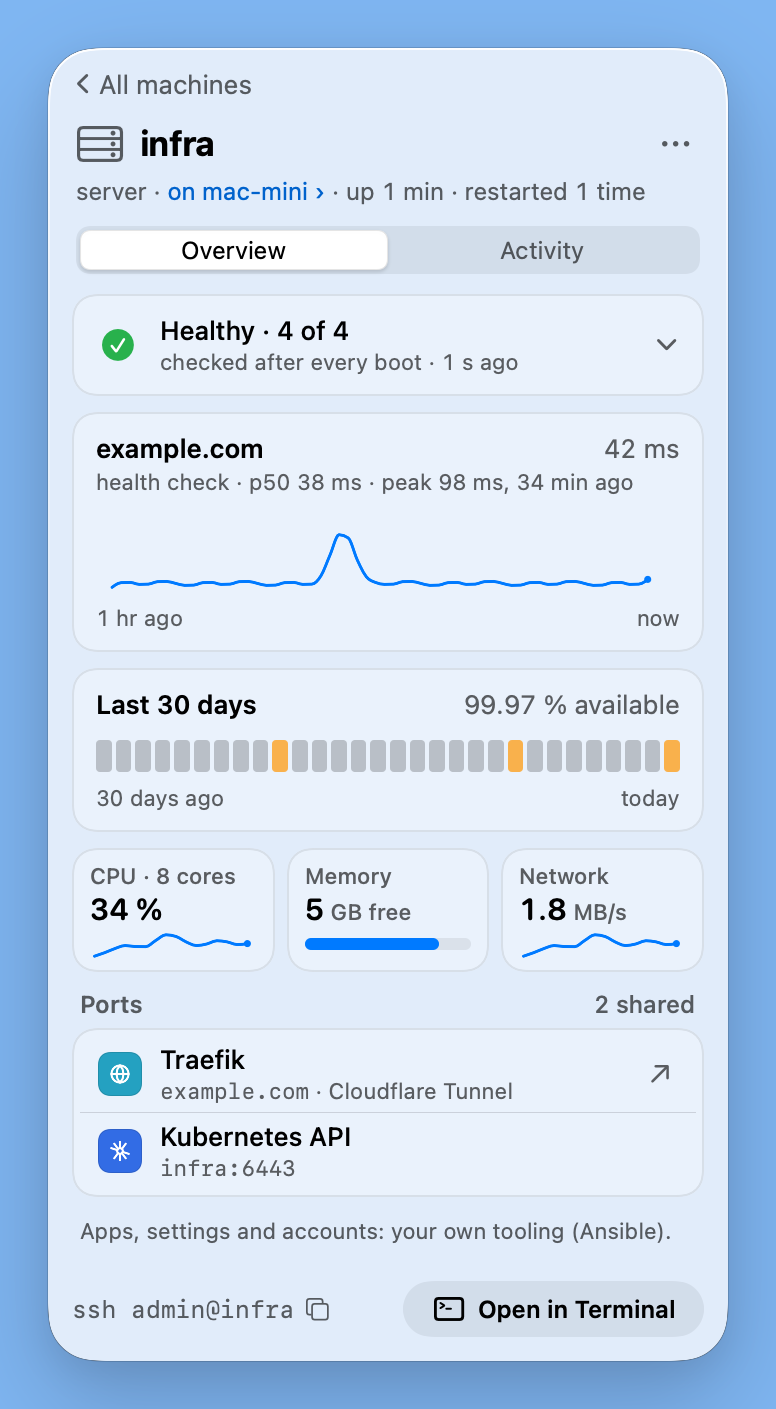 All machines
infra
server · on mac-mini › · up 1 min · restarted 1 time
Overview
Activity
Healthy · 4 of 4
checked after every boot · 1 s ago
example.com
42 ms
health check · p50 38 ms · peak 98 ms, 34 min ago
1 hr ago
now
Last 30 days
99.97 % available
30 days ago
today
CPU · 8 cores
34 %
Memory
5 GB free
Network
1.8 MB/s
Ports
2 shared
Traefik
example.com · Cloudflare Tunnel
Kubernetes API
infra:6443
Apps, settings and accounts: your own tooling (Ansible).
ssh admin@infra
Open in Terminal